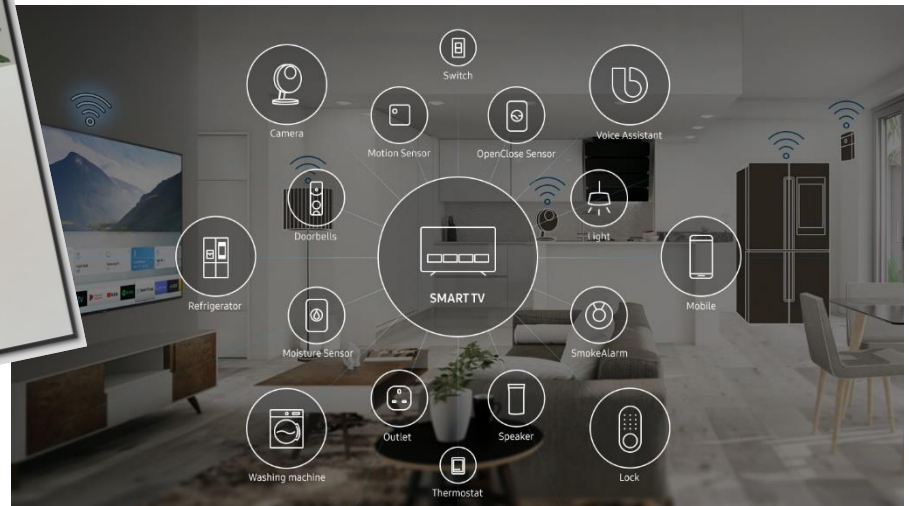 Switch
Camera
Voice Assistant
Motion Sensor
OpenClose Sensor
Doorbells
Light
SMART TV
Refrigerator
Mobile
Moisture Sensor
SmokeAlarm
Outlet
Speaker
Washing machine
Lock
Thermostat